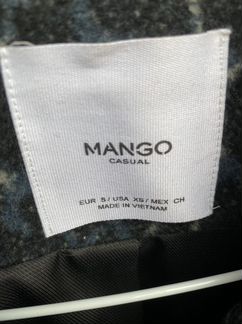 MANGO
CASUAL
EUR S / USA XS / MEX CH
MADE IN VIETNAM